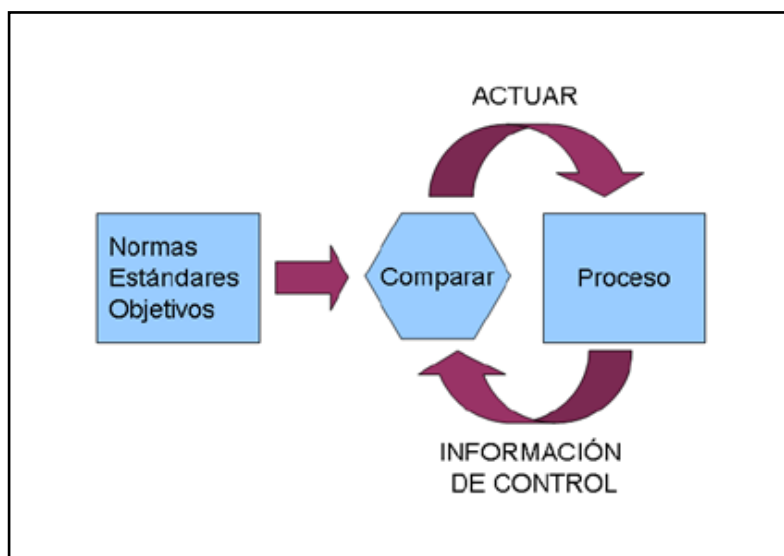 ACTUAR
Normas
Estándares
Objetivos
Comparar
Proceso
INFORMACIÓN
DE CONTROL